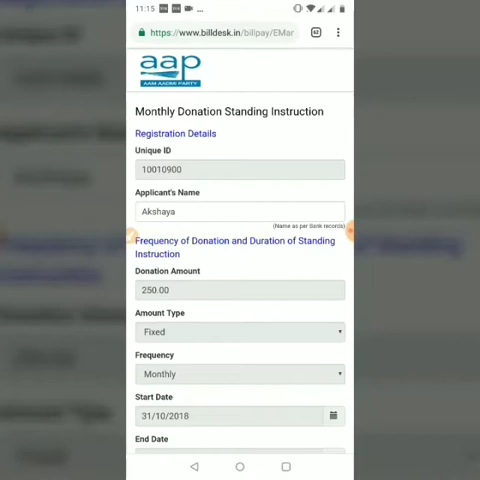 11:15
https://www.billdesk.in/billpay/EMar
aap
AAM AADMI PARTY
Monthly Donation Standing Instruction
Registration Details
Unique ID
10010900
Applicant's Name
Akshaya
(Name as per Bank records)
Frequency of Donation and Duration of Standing
Instruction
Donation Amount
250.00
Amount Type
Fixed
Frequency
Monthly
Start Date
31/10/2018
End Date